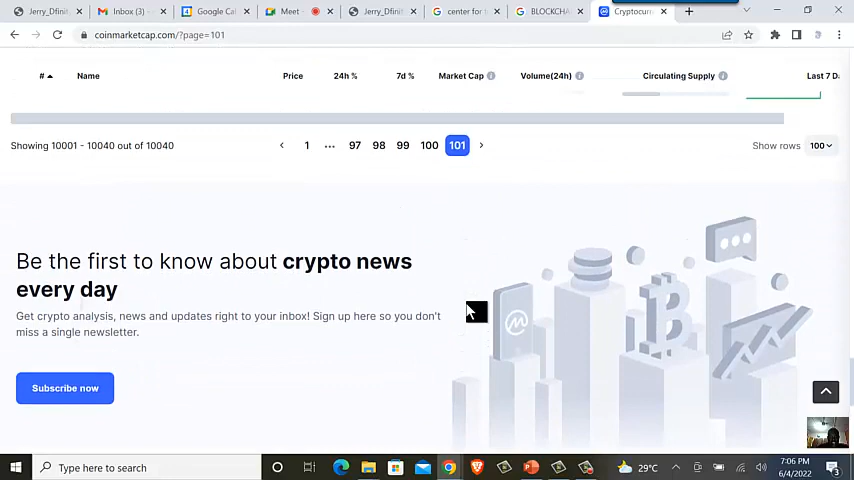 Jerry_Dfinit Inbox (3) - Google Cal Meet - Jerry_Dfinit center for t BLOCKCHA Cryptocurr
coinmarketcap.com/?page=101
# Name Price 24h % 7d % Market Cap Volume(24h) Circulating Supply Last 7 Da
Showing 10001 - 10040 out of 10040 1 ... 97 98 99 100 101 Show rows 100
Be the first to know about crypto news
every day
Get crypto analysis, news and updates right to your inbox! Sign up here so you don't
miss a single newsletter.
Subscribe now
Type here to search 29°C 7:06 PM
6/4/2022 3